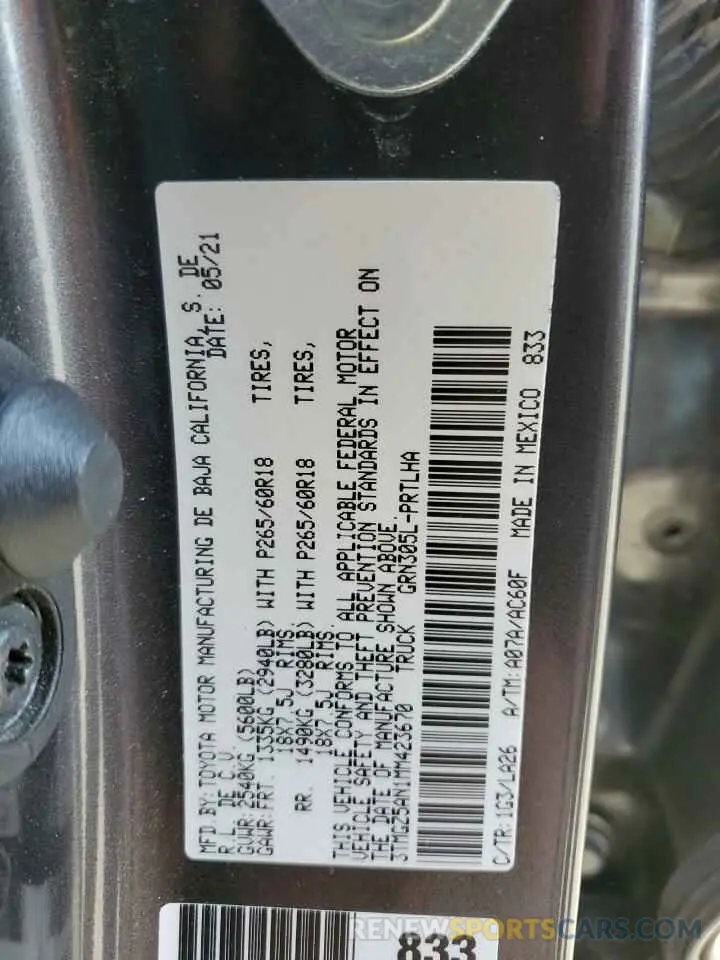 MFD.BY:TOYOTA MOTOR MANUFACTURING DE BAJA CALIFORNIA, S. DE
R.L. DE C.V. DATE: 05/21
GVWR: 2540KG (5600LB)
GAWR:FRT. 1335KG (2940LB) WITH P265/60R18 TIRES,
18X7.5J RIMS
RR. 1490KG (3280LB) WITH P265/60R18 TIRES,
18X7.5J RIMS.
THIS VEHICLE CONFORMS TO ALL APPLICABLE FEDERAL MOTOR
VEHICLE SAFETY AND THEFT PREVENTION STANDARDS IN EFFECT ON
THE DATE OF MANUFACTURE SHOWN ABOVE.
3TMGZ5AN1MM423670 TRUCK GRN305L-PRTLHA
C/TR:1G3/LA26 A/TM:A07A/AC60F MADE IN MEXICO 833
833
RENEWSPORTSCARS.COM